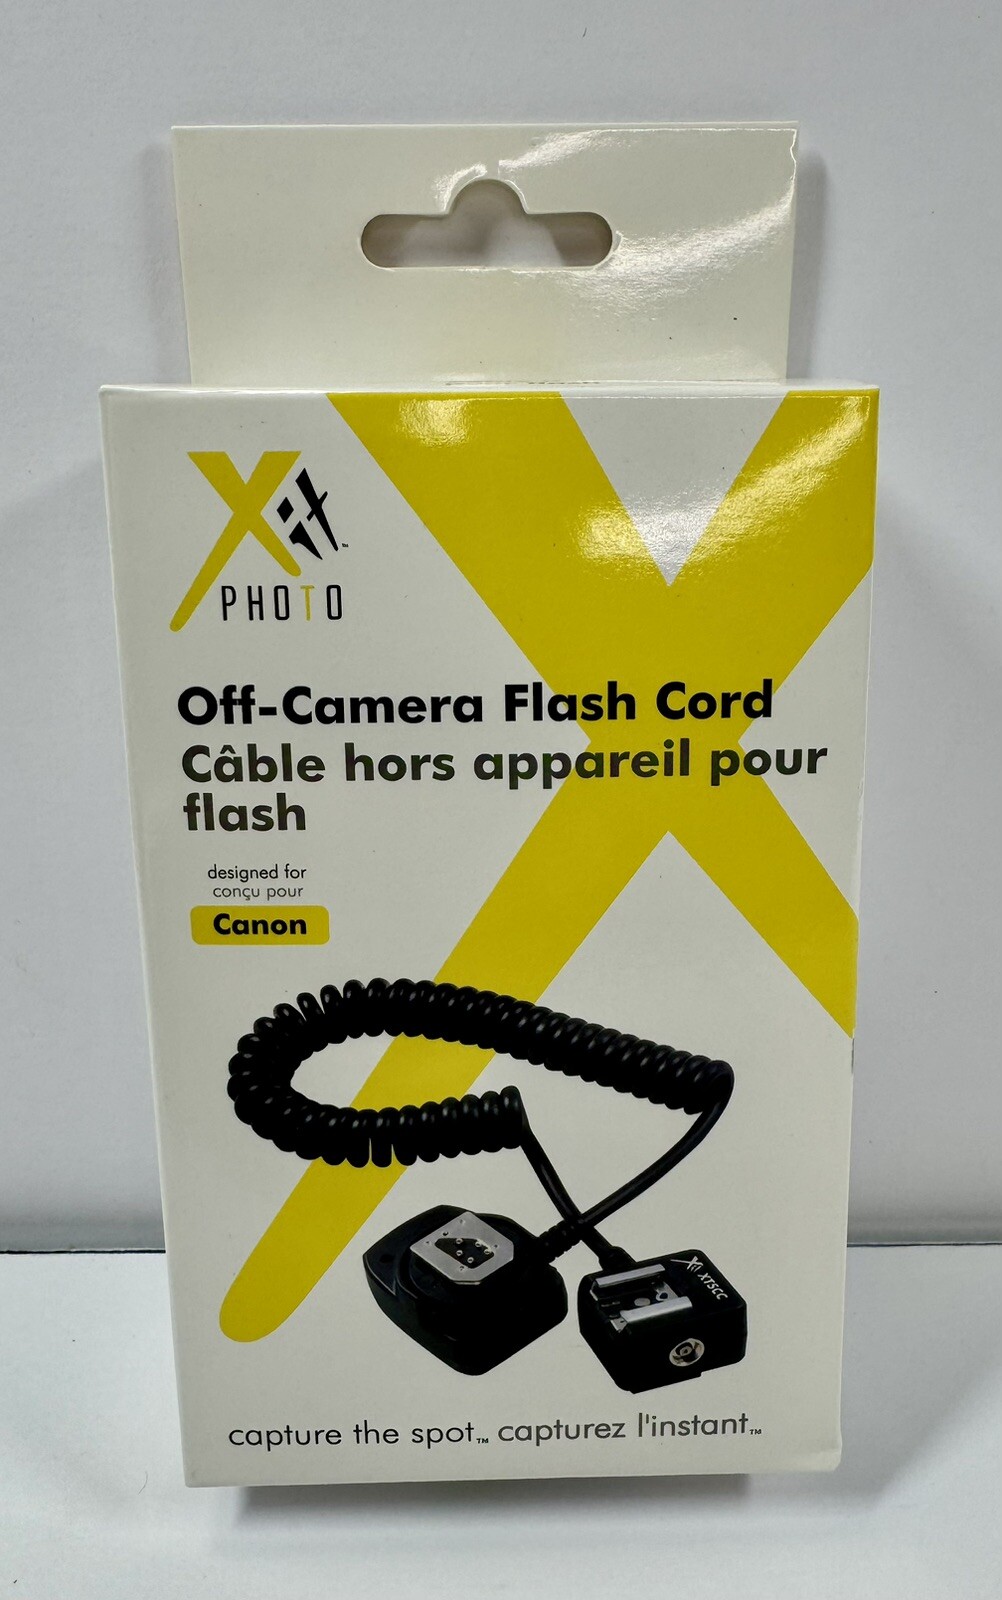 Xit™
PHOTO
Off-Camera Flash Cord
Câble hors appareil pour
flash
designed for
conçu pour
Canon
Xit XTSCC
capture the spot™ capturez l'instant™